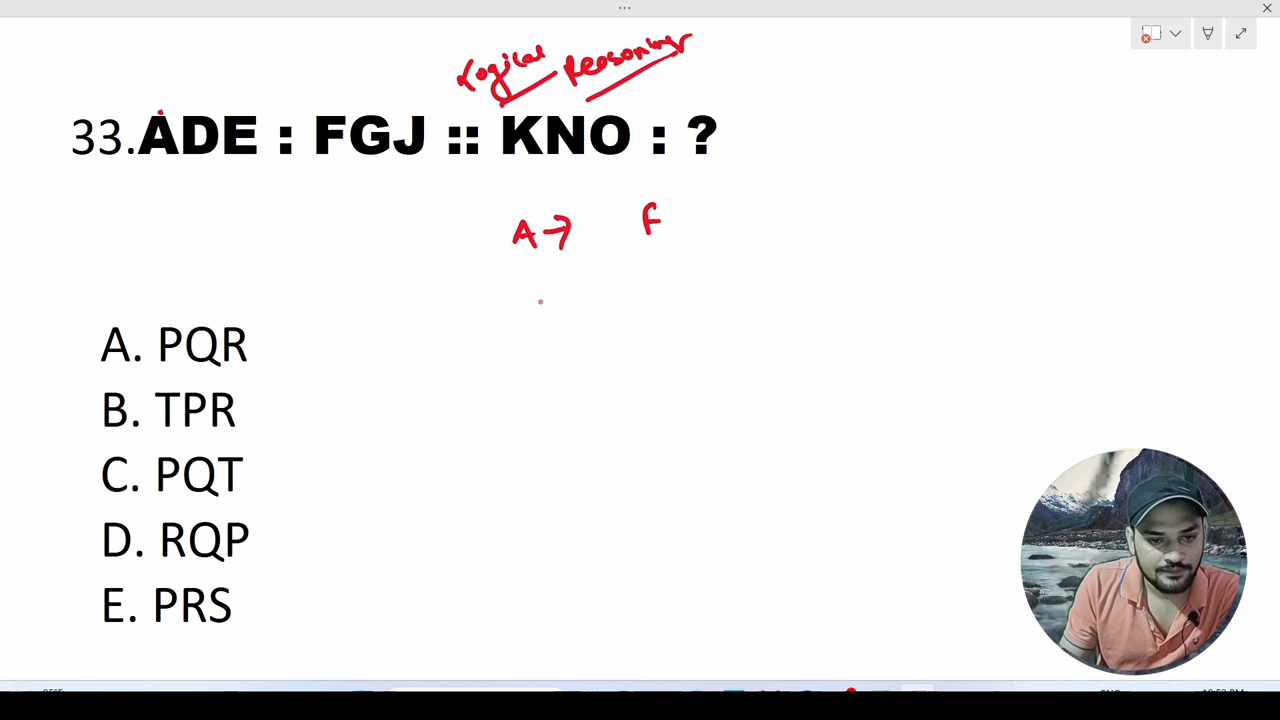 Logical Reasoning
33.ADE : FGJ :: KNO : ?
A → F
A. PQR
B. TPR
C. PQT
D. RQP
E. PRS